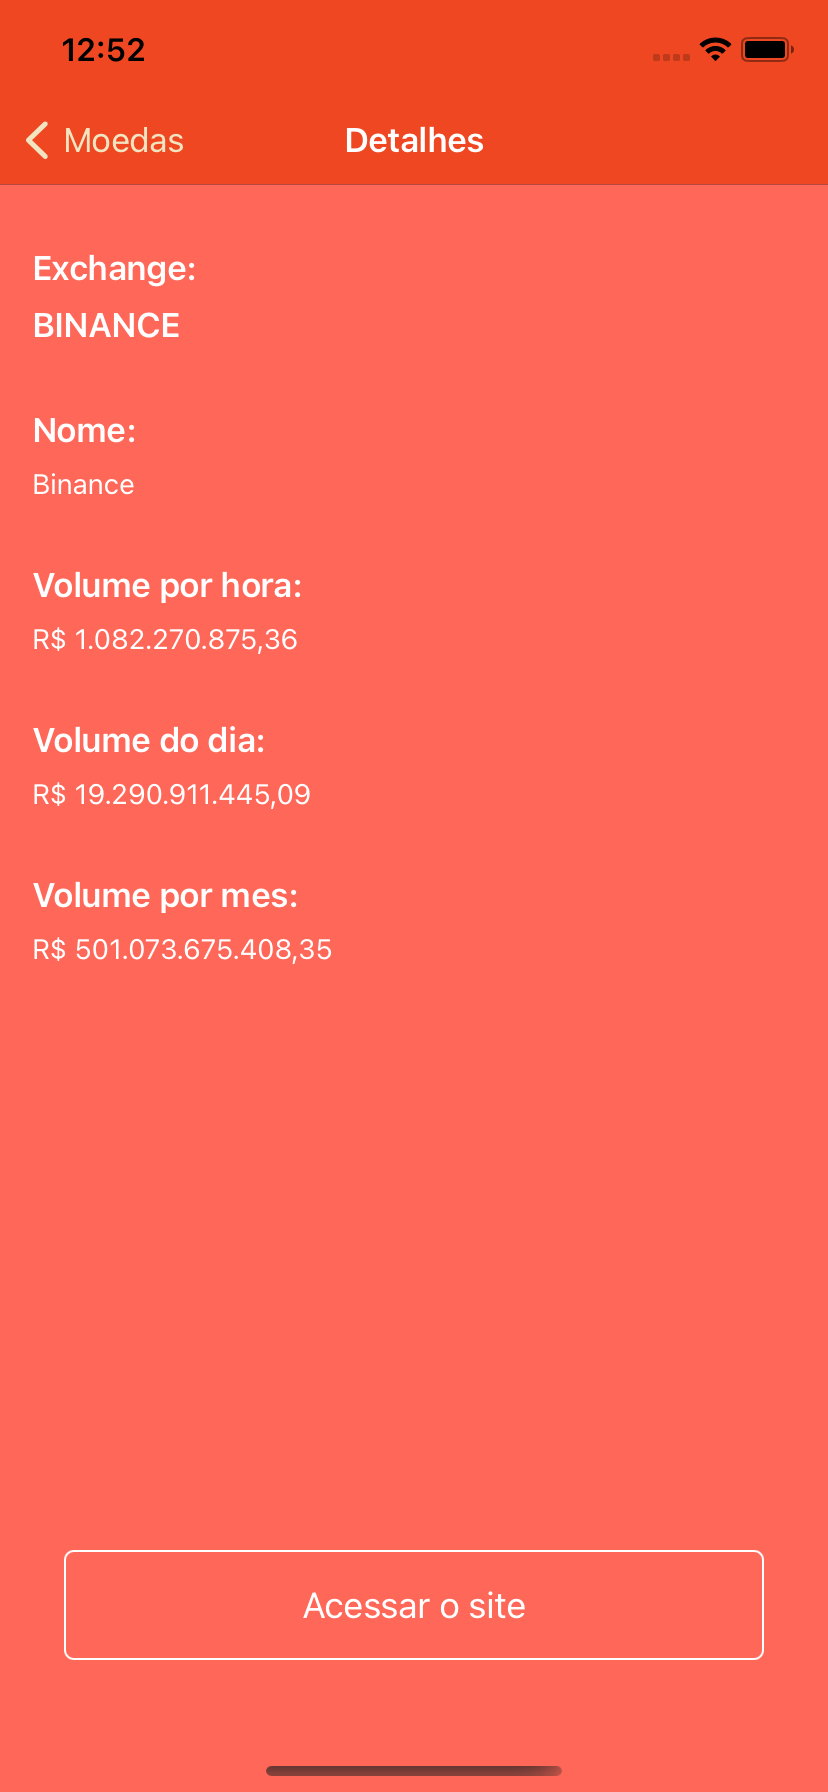 12:52
Moedas
Detalhes
Exchange:
BINANCE
Nome:
Binance
Volume por hora:
R$ 1.082.270.875,36
Volume do dia:
R$ 19.290.911.445,09
Volume por mes:
R$ 501.073.675.408,35
Acessar o site